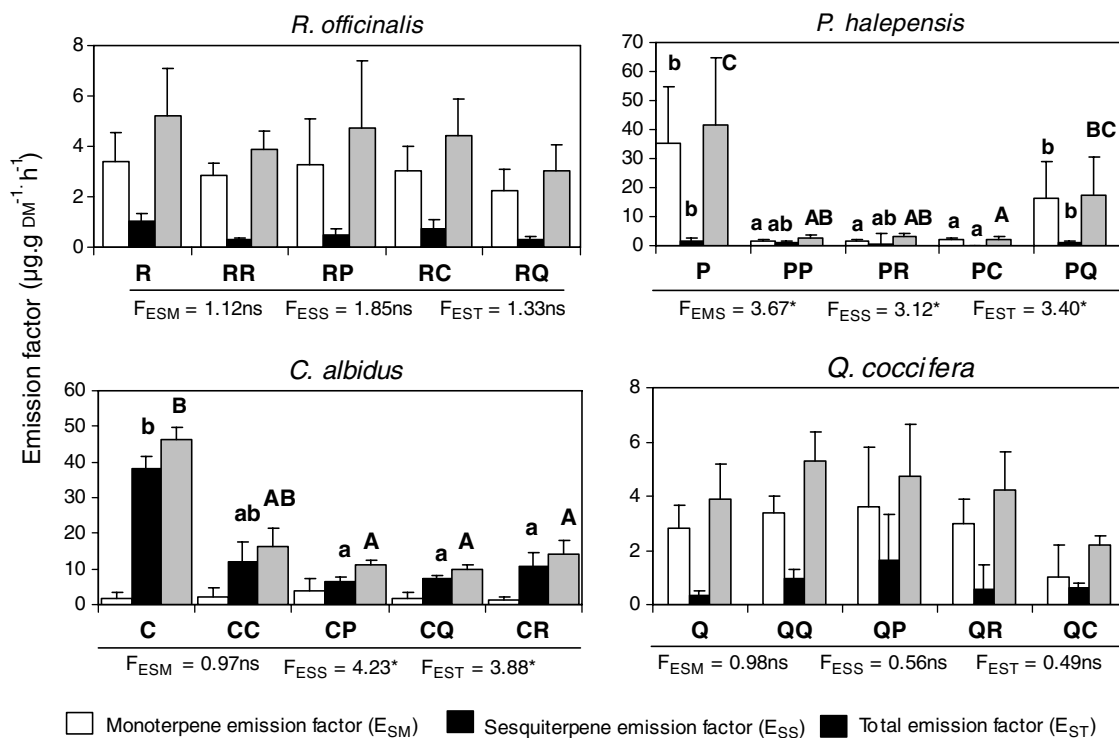 R. officinalis
8
6
4
2
0
R RR RP RC RQ
F_ESM = 1.12ns F_ESS = 1.85ns F_EST = 1.33ns
P. halepensis
70
60
50
40
30
20
10
0
b b C
a ab AB
a ab AB
a a A
b b BC
P PP PR PC PQ
F_EMS = 3.67* F_ESS = 3.12* F_EST = 3.40*
Emission factor (µg.g DM⁻¹· h⁻¹)
C. albidus
60
50
40
30
20
10
0
b B
ab AB
a A
a A
a A
C CC CP CQ CR
F_ESM = 0.97ns F_ESS = 4.23* F_EST = 3.88*
Q. coccifera
8
6
4
2
0
Q QQ QP QR QC
F_ESM = 0.98ns F_ESS = 0.56ns F_EST = 0.49ns
Monoterpene emission factor (E_SM) Sesquiterpene emission factor (E_SS) Total emission factor (E_ST)